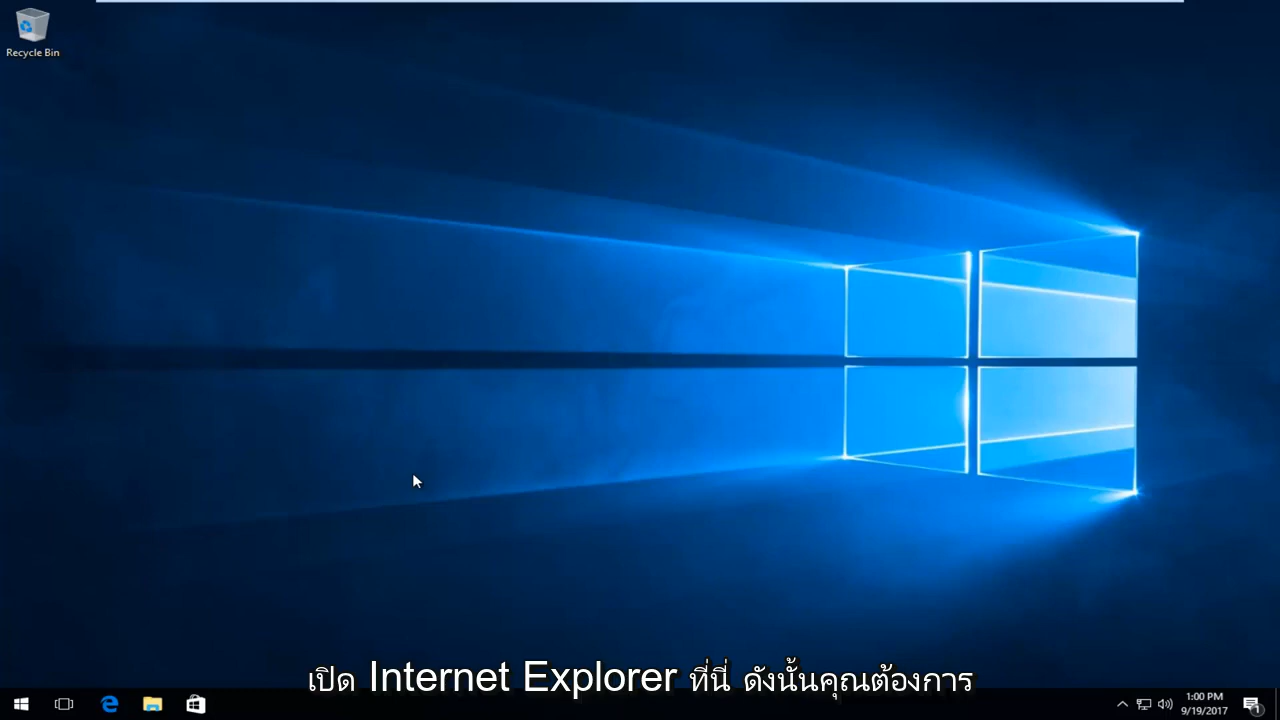 Recycle Bin
เปิด Internet Explorer ที่นี่ ดังนั้นคุณต้องการ
1:00 PM
9/19/2017
1